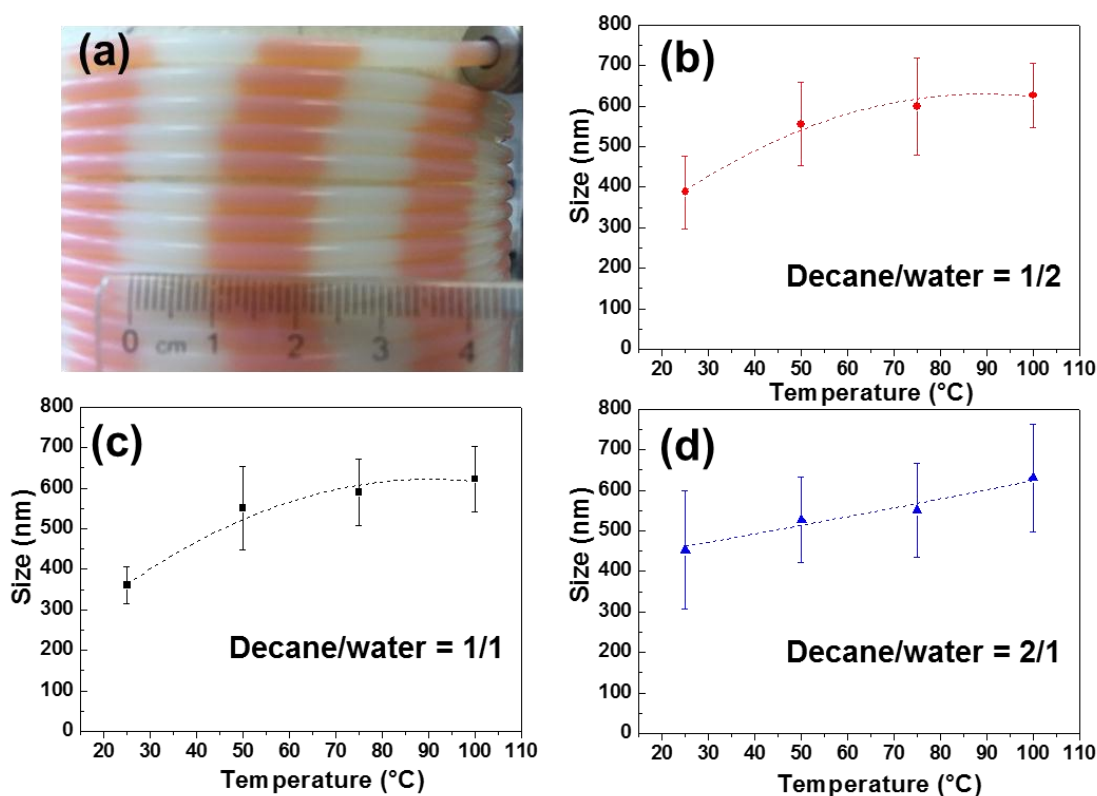 (a)
0 cm 1 2 3 4
(b)
800
700
600
500
400
300
200
100
0
Size (nm)
Decane/water = 1/2
20 30 40 50 60 70 80 90 100 110
Temperature (°C)
(c)
800
700
600
500
400
300
200
100
0
Size (nm)
Decane/water = 1/1
20 30 40 50 60 70 80 90 100 110
Temperature (°C)
(d)
800
700
600
500
400
300
200
100
0
Size (nm)
Decane/water = 2/1
20 30 40 50 60 70 80 90 100 110
Temperature (°C)